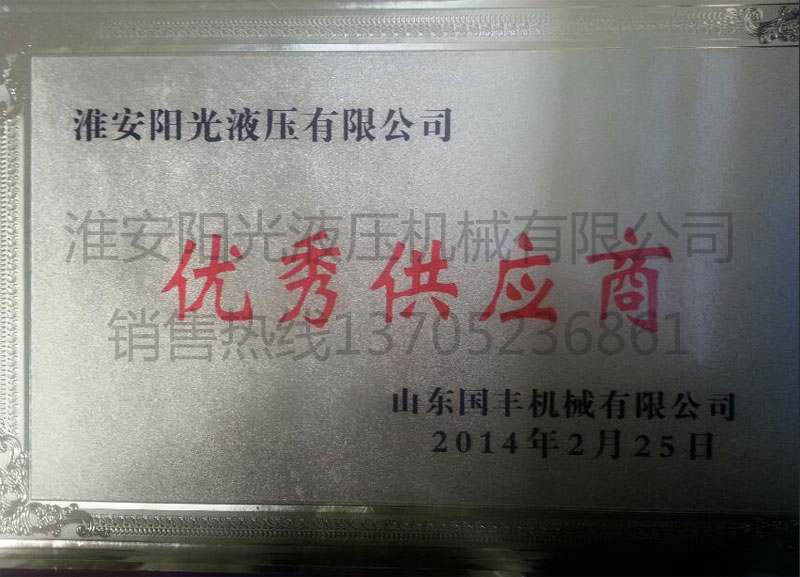 淮安阳光液压有限公司
淮安阳光液压机械有限公司
优秀供应商
销售热线13705236861
山东国丰机械有限公司
2014年2月25日